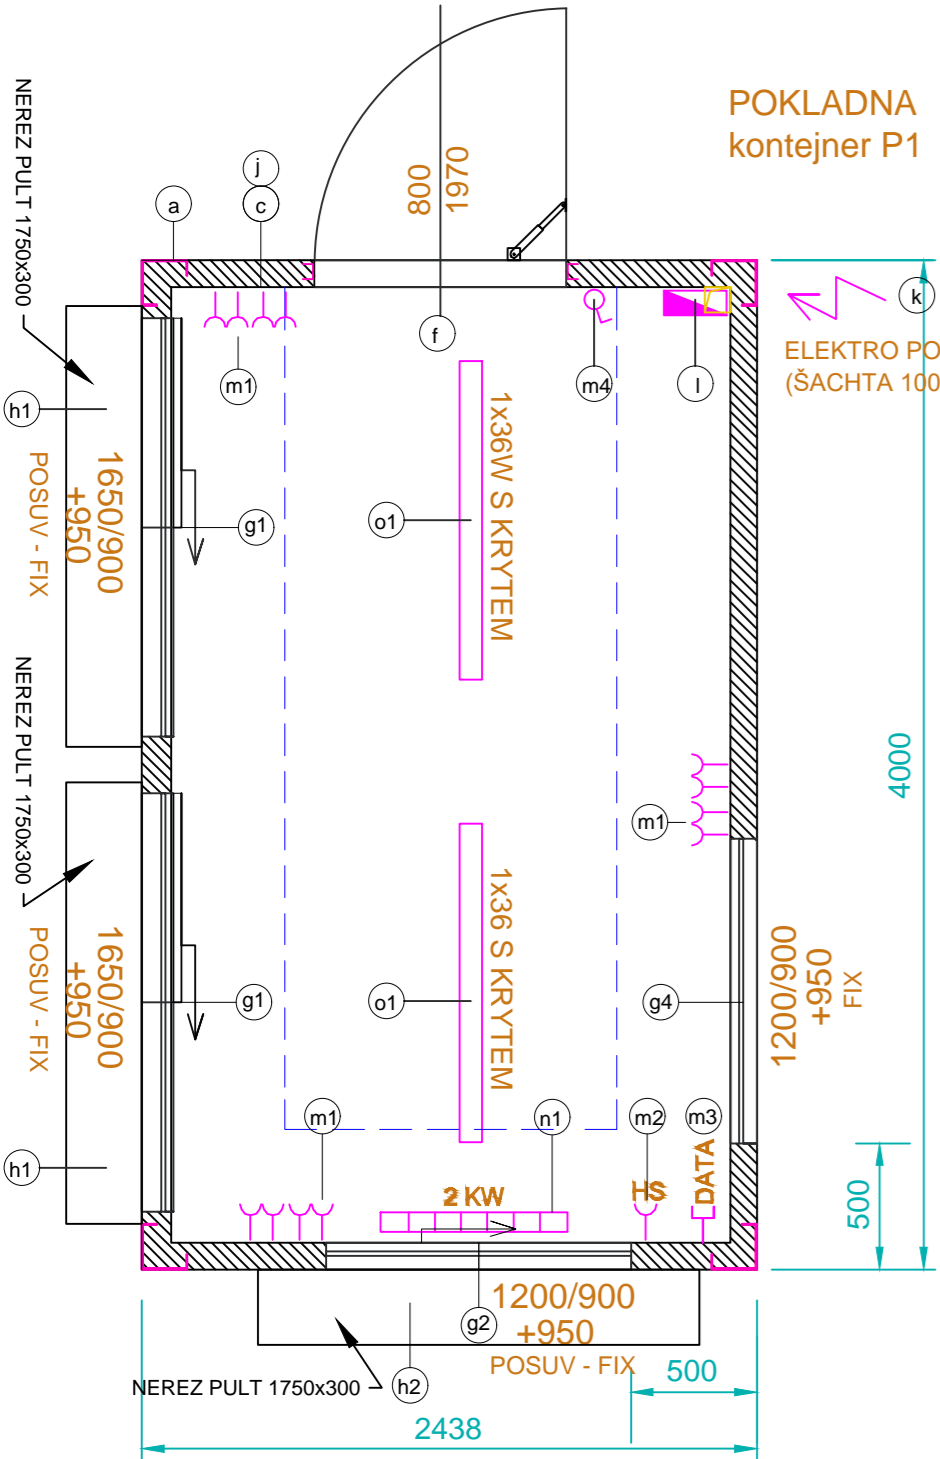 POKLADNA
kontejner P1
NEREZ PULT 1750x300
j
c
a
800
1970
k
f
ELEKTRO PO
(ŠACHTA 100
m1
m4
l
h1
1650/900
+950
POSUV - FIX
g1
o1
1x36W S KRYTEM
NEREZ PULT 1750x300
4000
m1
1650/900
+950
POSUV - FIX
g1
o1
1x36 S KRYTEM
g4
1200/900
+950
FIX
m1
n1
m2
m3
h1
2 KW
HS
DATA
500
1200/900
+950
POSUV - FIX
g2
h2
NEREZ PULT 1750x300
500
2438